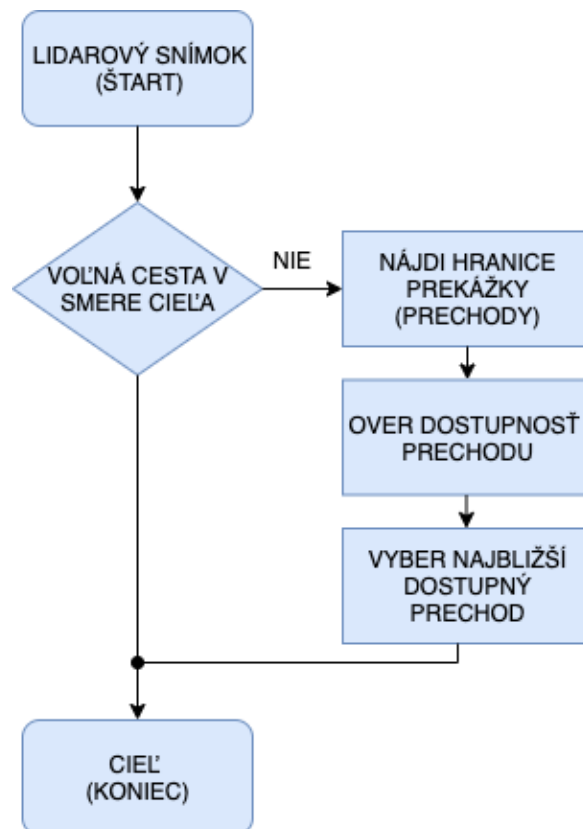 LIDAROVÝ SNÍMOK
(ŠTART)
VOĽNÁ CESTA V
SMERE CIEĽA
NIE
NÁJDI HRANICE
PREKÁŽKY
(PRECHODY)
OVER DOSTUPNOSŤ
PRECHODU
VYBER NAJBLIŽŠÍ
DOSTUPNÝ
PRECHOD
CIEĽ
(KONIEC)